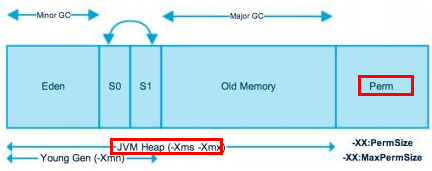 Minor GC
Major GC
Eden
S0
S1
Old Memory
Perm
JVM Heap (-Xms -Xmx)
-XX:PermSize
Young Gen (-Xmn)
-XX:MaxPermSize